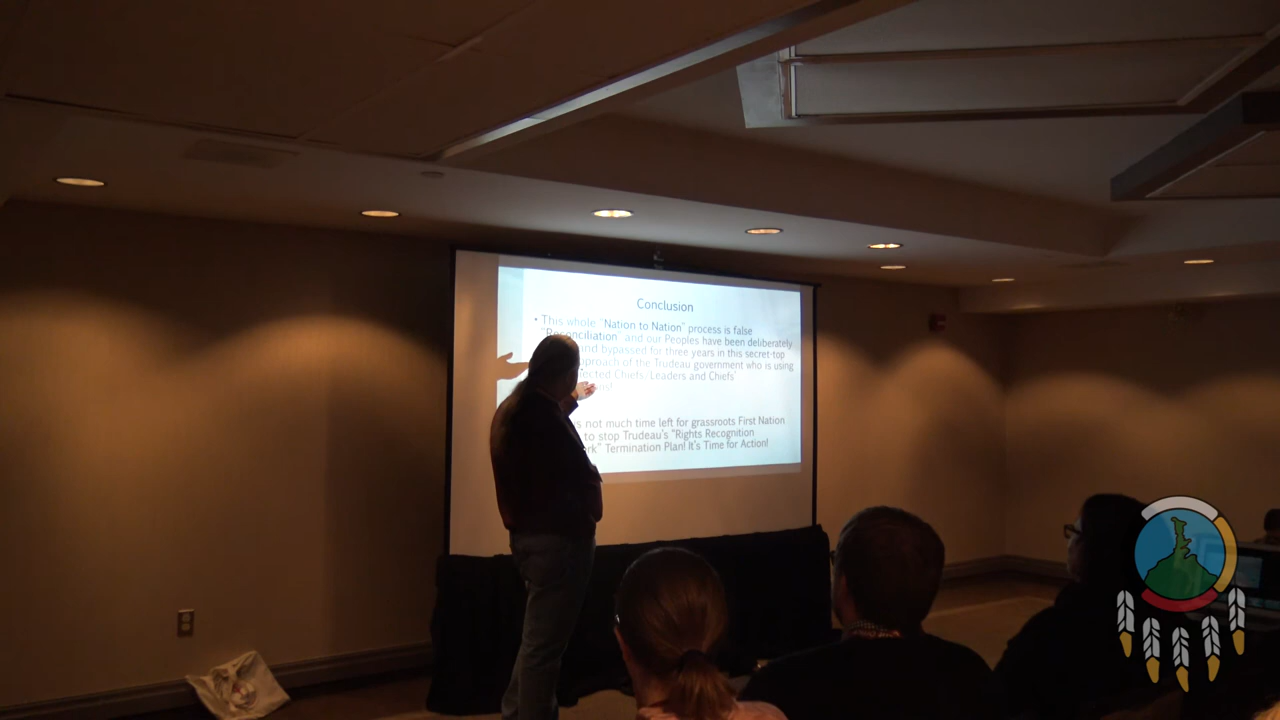 Conclusion
• This whole "Nation to Nation" process is false
"Reconciliation" and our Peoples have been deliberately
and bypassed for three years in this secret-top
of the Trudeau government who is using
Chiefs/Leaders and Chiefs'
not much time left for grassroots First Nation
to stop Trudeau's "Rights Recognition
Termination Plan! It's Time for Action!